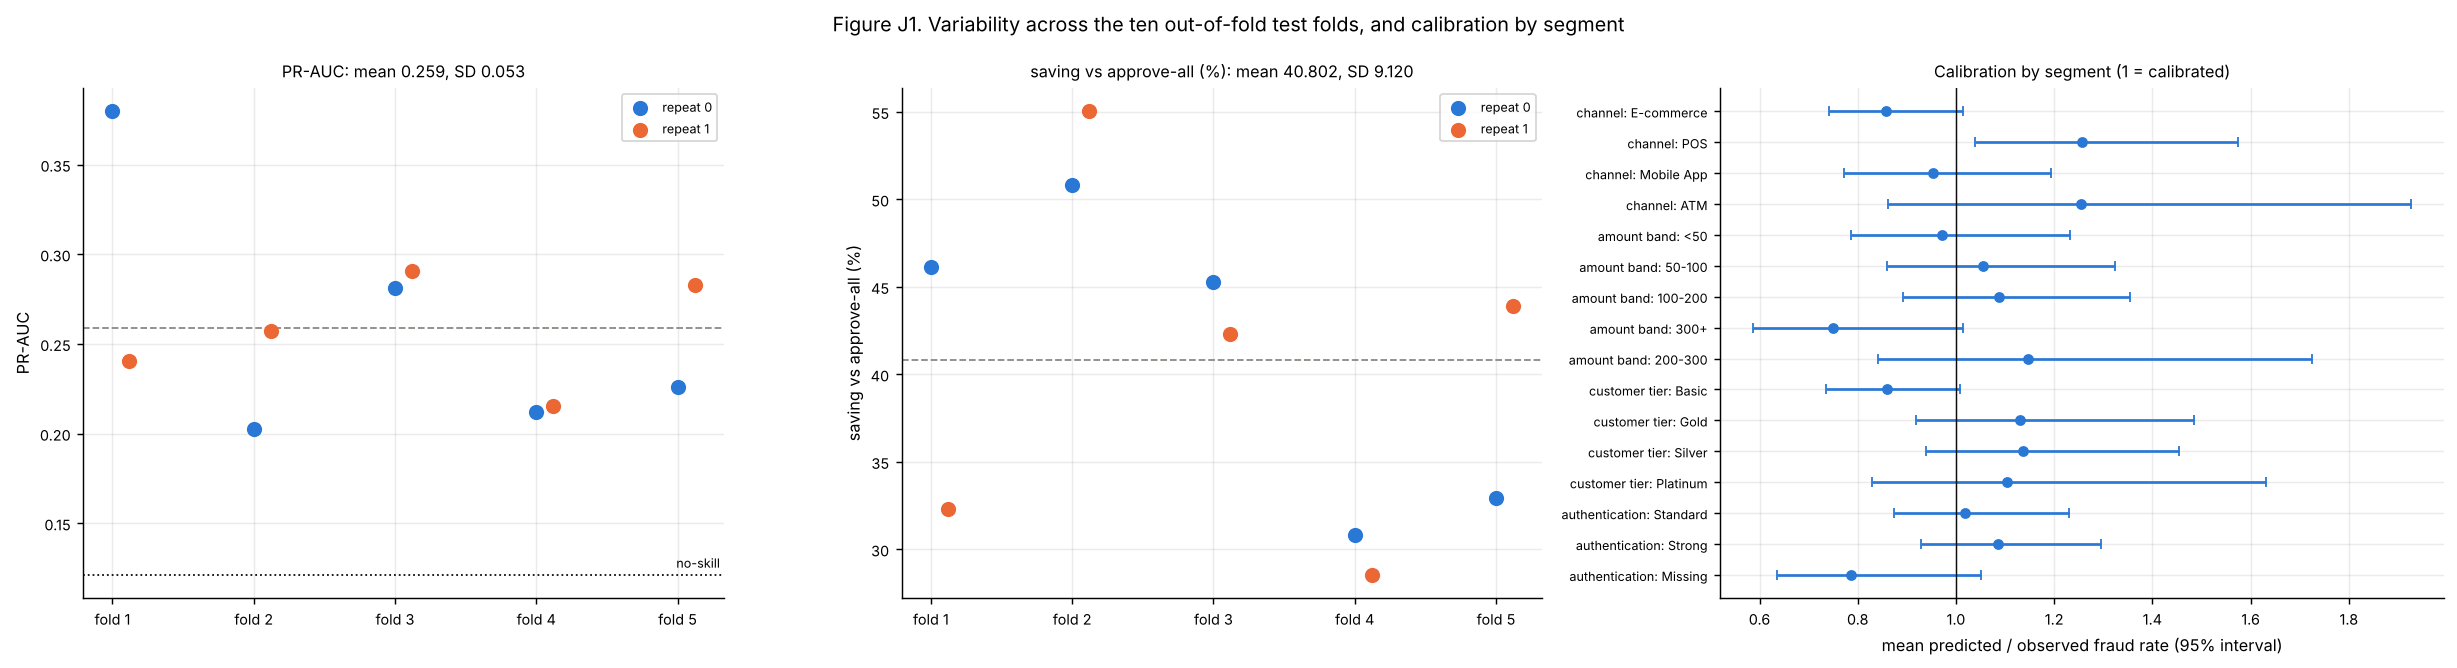 Figure J1. Variability across the ten out-of-fold test folds, and calibration by segment
PR-AUC: mean 0.259, SD 0.053
repeat 0
repeat 1
PR-AUC
0.35
0.30
0.25
0.20
0.15
no-skill
fold 1
fold 2
fold 3
fold 4
fold 5
saving vs approve-all (%): mean 40.802, SD 9.120
repeat 0
repeat 1
saving vs approve-all (%)
55
50
45
40
35
30
fold 1
fold 2
fold 3
fold 4
fold 5
Calibration by segment (1 = calibrated)
channel: E-commerce
channel: POS
channel: Mobile App
channel: ATM
amount band: <50
amount band: 50-100
amount band: 100-200
amount band: 300+
amount band: 200-300
customer tier: Basic
customer tier: Gold
customer tier: Silver
customer tier: Platinum
authentication: Standard
authentication: Strong
authentication: Missing
0.6
0.8
1.0
1.2
1.4
1.6
1.8
mean predicted / observed fraud rate (95% interval)